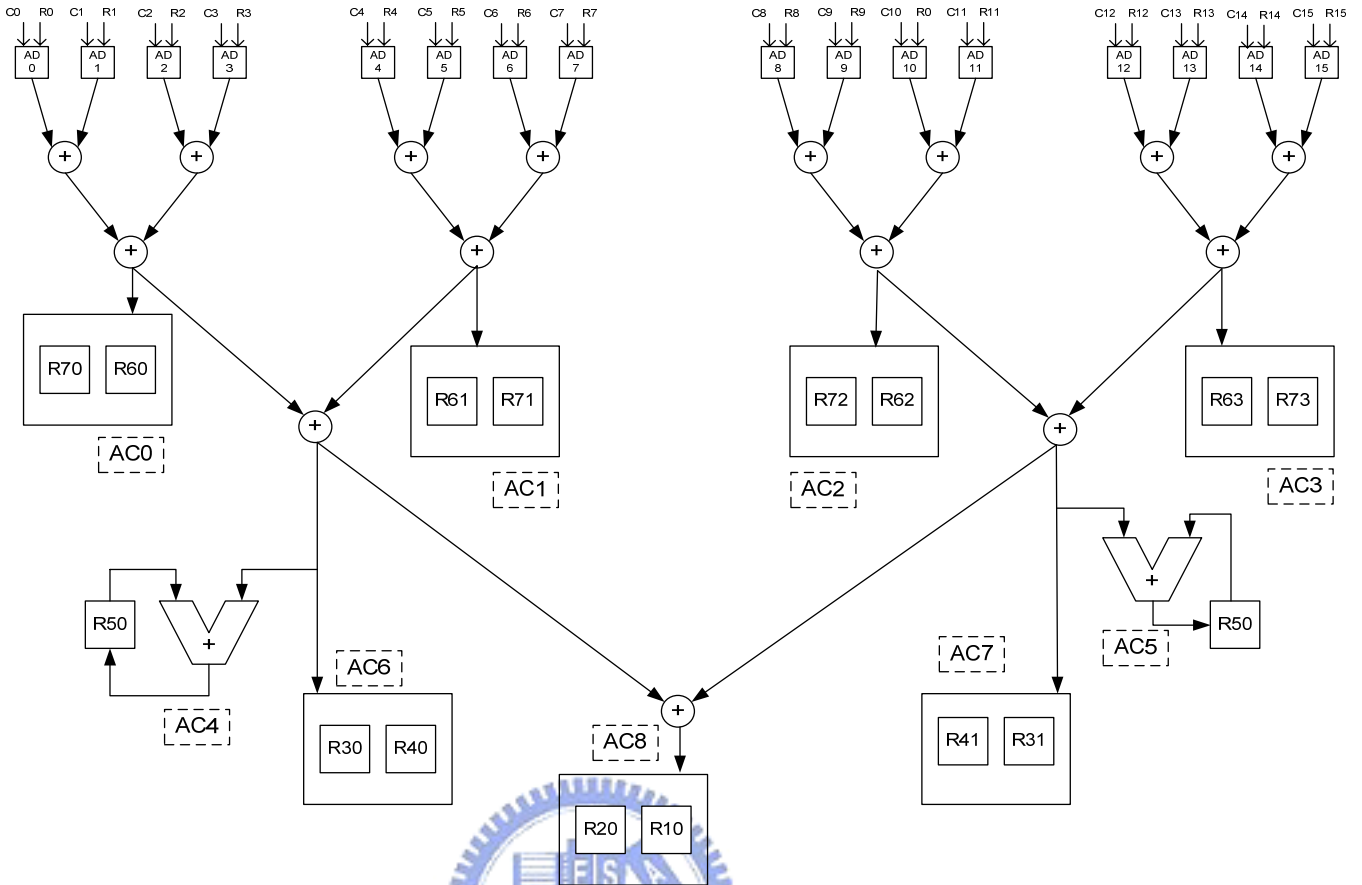 C0 R0 C1 R1 C2 R2 C3 R3 C4 R4 C5 R5 C6 R6 C7 R7 C8 R8 C9 R9 C10 R0 C11 R11 C12 R12 C13 R13 C14 R14 C15 R15
AD 0
AD 1
AD 2
AD 3
AD 4
AD 5
AD 6
AD 7
AD 8
AD 9
AD 10
AD 11
AD 12
AD 13
AD 14
AD 15
+ + + + + + + +
+ + + +
R70 R60
R61 R71
R72 R62
R63 R73
+ +
AC0
AC1
AC2
AC3
R50 +
+ R50
AC4
AC6
AC7
AC5
+
R30 R40
AC8
R41 R31
R20 R10
E S A